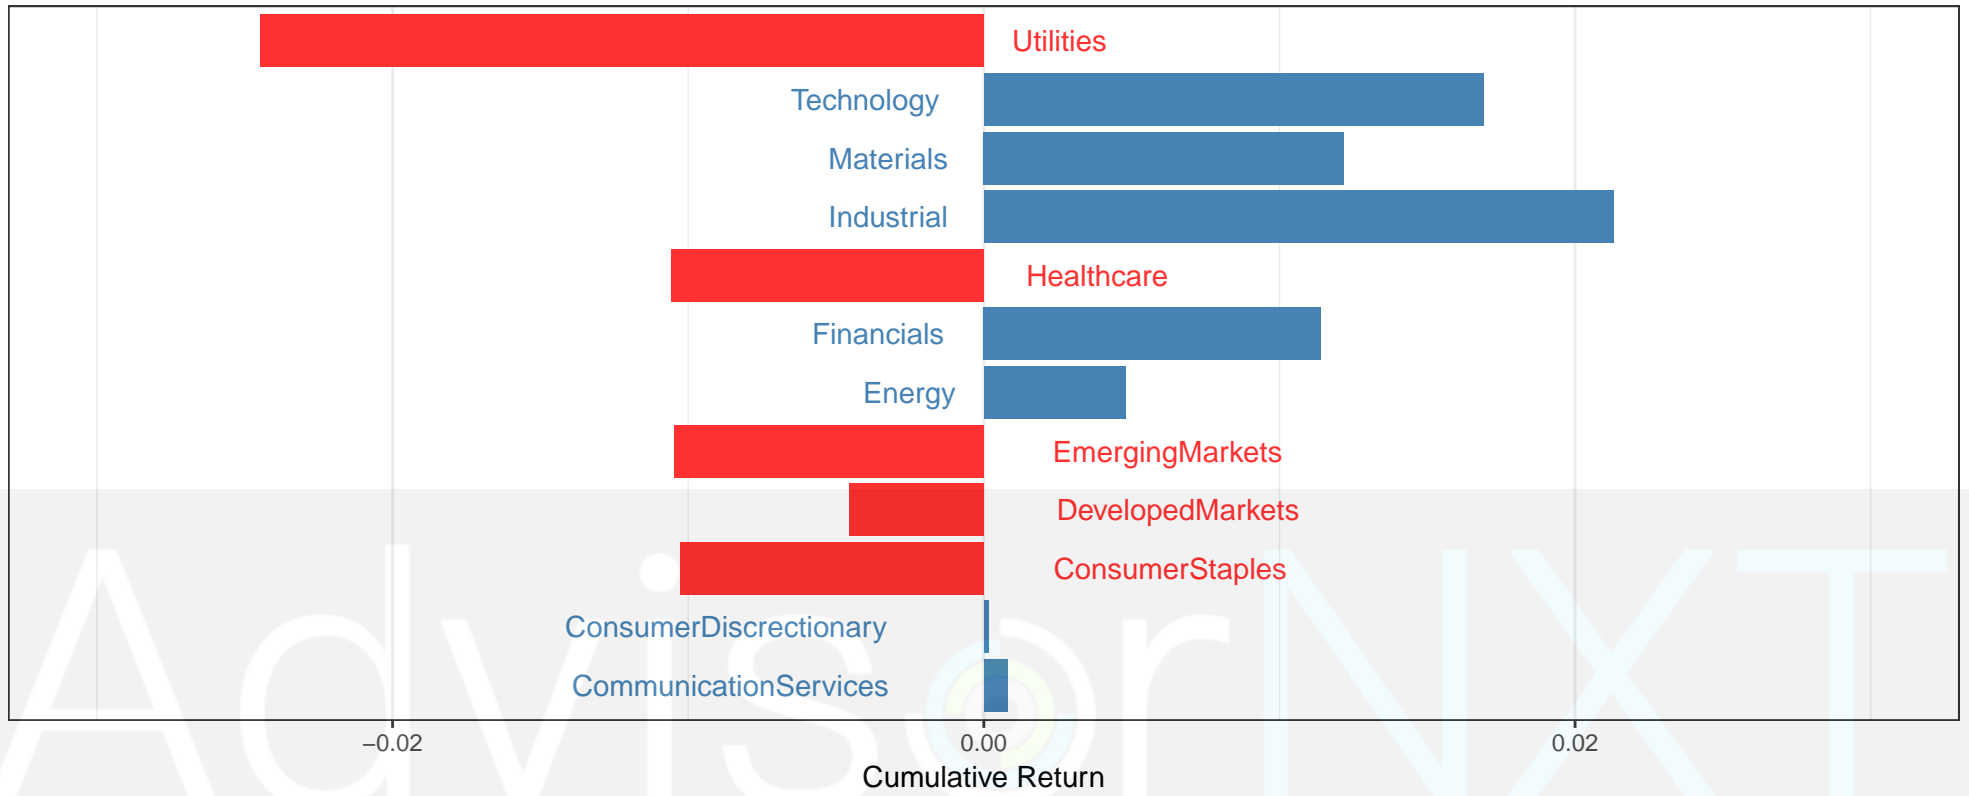 Utilities
Technology
Materials
Industrial
Healthcare
Financials
Energy
EmergingMarkets
DevelopedMarkets
ConsumerStaples
ConsumerDiscrectionary
CommunicationServices
−0.02 0.00 0.02
Cumulative Return
AdvisorNXT